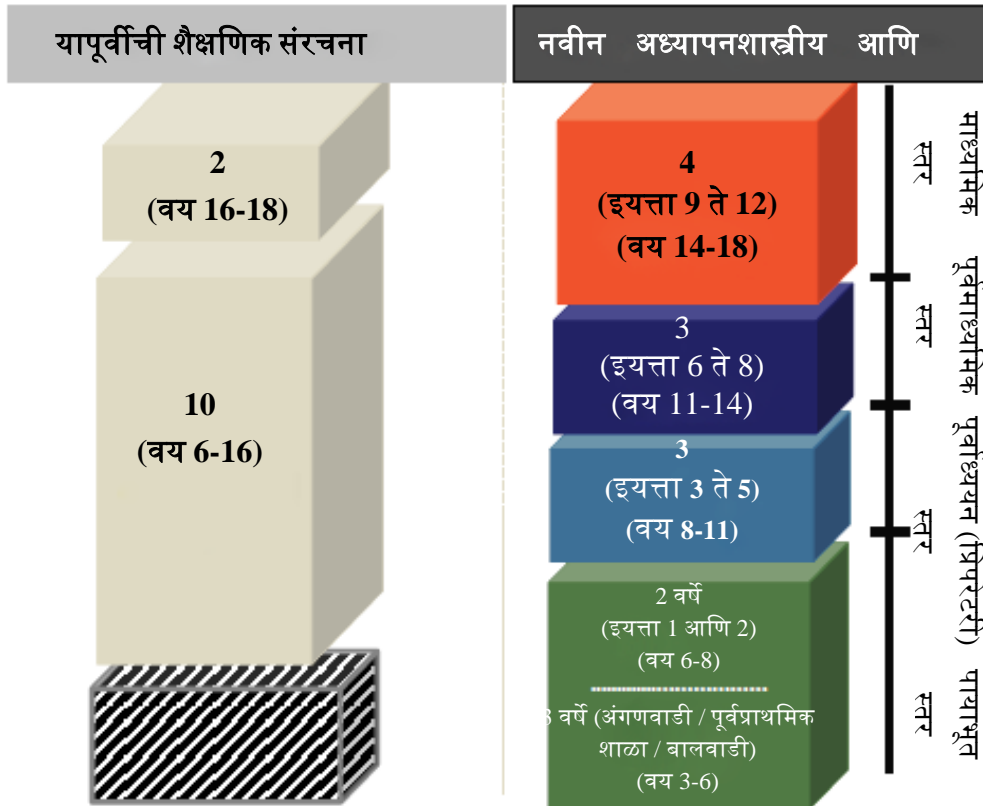 यापूर्वीची शैक्षणिक संरचना
नवीन अध्यापनशास्त्रीय आणि
2
(वय 16-18)
10
(वय 6-16)
4
(इयत्ता 9 ते 12)
(वय 14-18)
3
(इयत्ता 6 ते 8)
(वय 11-14)
3
(इयत्ता 3 ते 5)
(वय 8-11)
2 वर्षे
(इयत्ता 1 आणि 2)
(वय 6-8)
3 वर्षे (अंगणवाडी / पूर्वप्राथमिक
शाळा / बालवाडी)
(वय 3-6)
माध्यमिक
स्तर
पूर्वमाध्यमिक
स्तर
पूर्वाध्ययन (प्रिपरेटरी)
स्तर
पायाभूत
स्तर